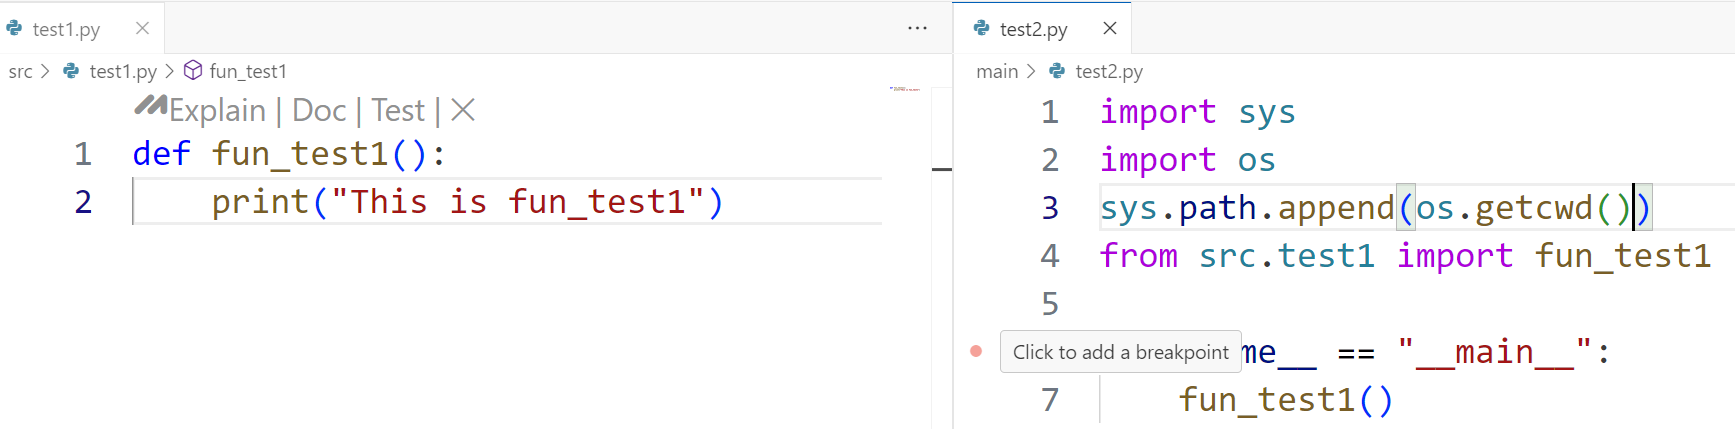 test1.py
src > test1.py > fun_test1
Explain | Doc | Test |
1 def fun_test1():
2     print("This is fun_test1")
test2.py
main > test2.py
1 import sys
2 import os
3 sys.path.append(os.getcwd())
4 from src.test1 import fun_test1
5
Click to add a breakpoint me__ == "__main__":
7     fun_test1()